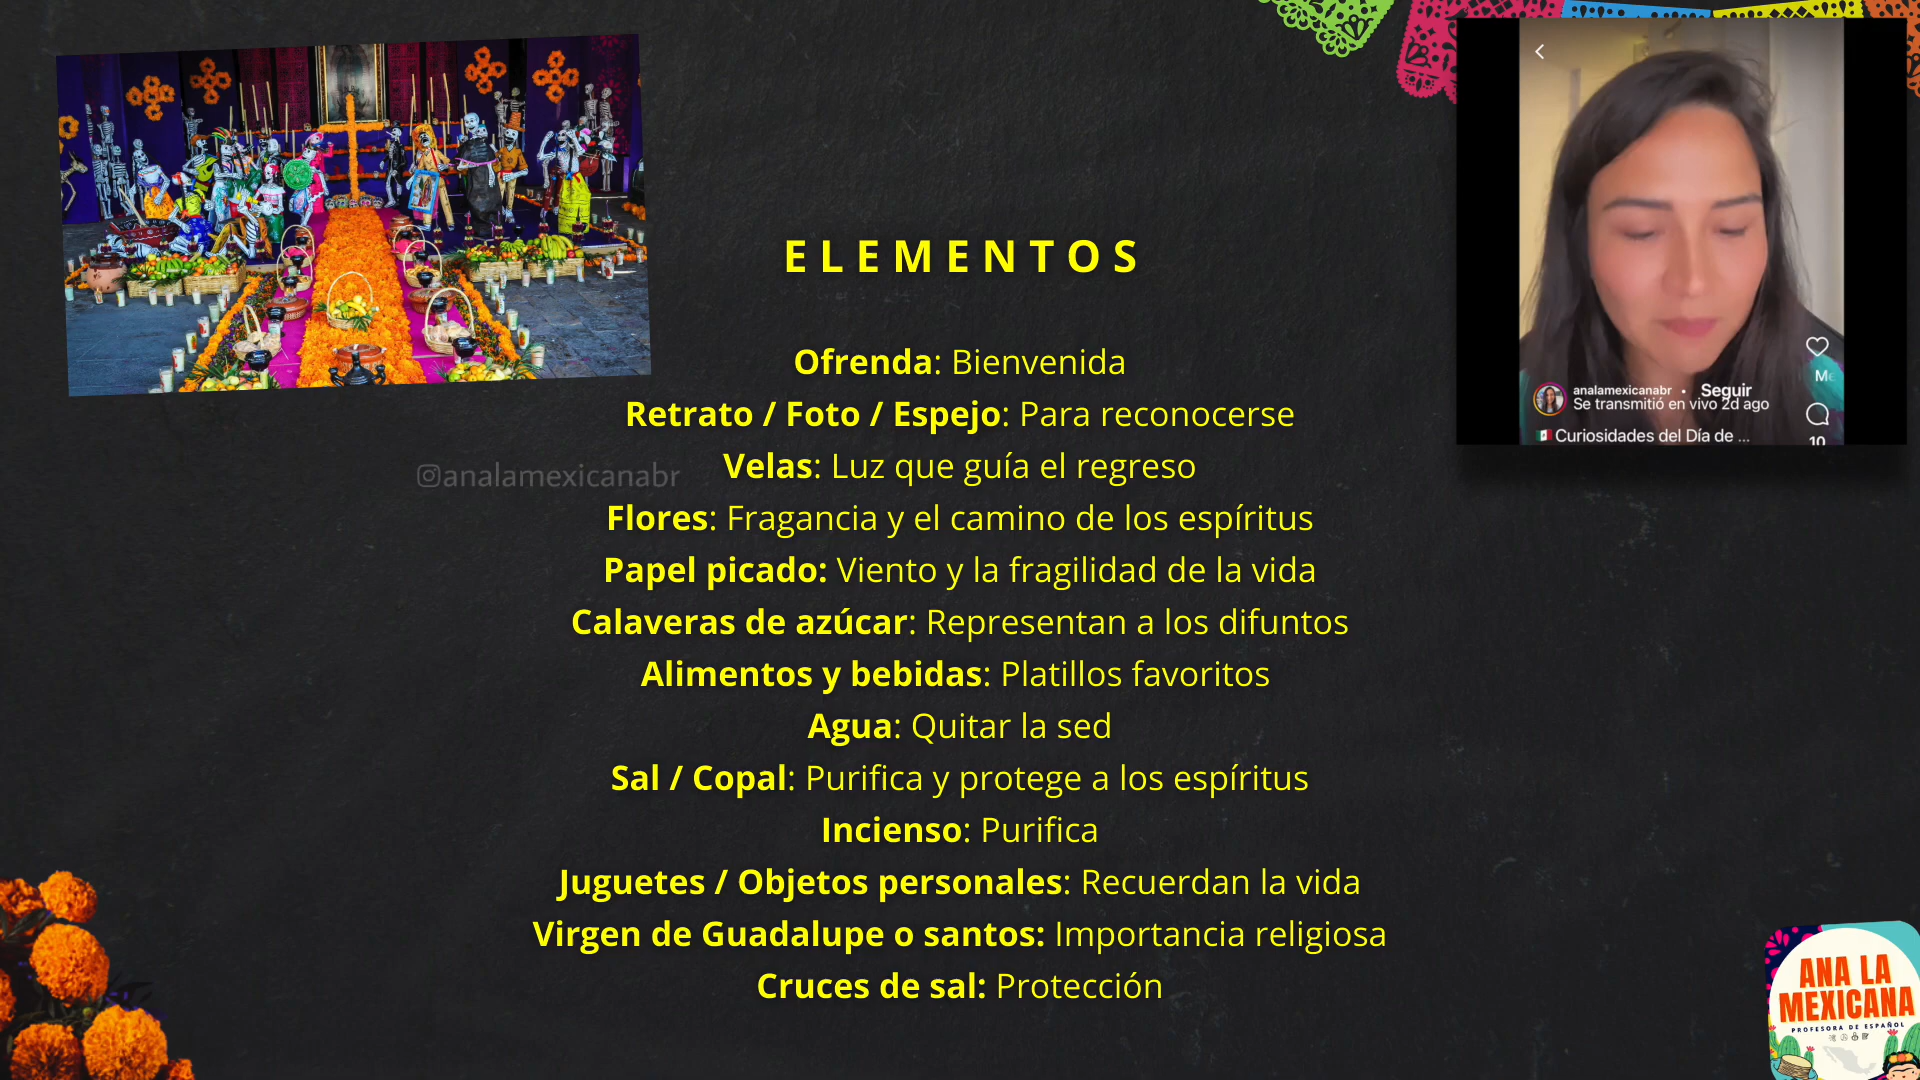 ELEMENTOS
Ofrenda: Bienvenida
Retrato / Foto / Espejo: Para reconocerse
Velas: Luz que guía el regreso
Flores: Fragancia y el camino de los espíritus
Papel picado: Viento y la fragilidad de la vida
Calaveras de azúcar: Representan a los difuntos
Alimentos y bebidas: Platillos favoritos
Agua: Quitar la sed
Sal / Copal: Purifica y protege a los espíritus
Incienso: Purifica
Juguetes / Objetos personales: Recuerdan la vida
Virgen de Guadalupe o santos: Importancia religiosa
Cruces de sal: Protección
@analamexicanabr
analamexicanabr • Seguir
Se transmitió en vivo 2d ago
Curiosidades del Día de ...
10
ANA LA
MEXICANA
PROFESORA DE ESPAÑOL